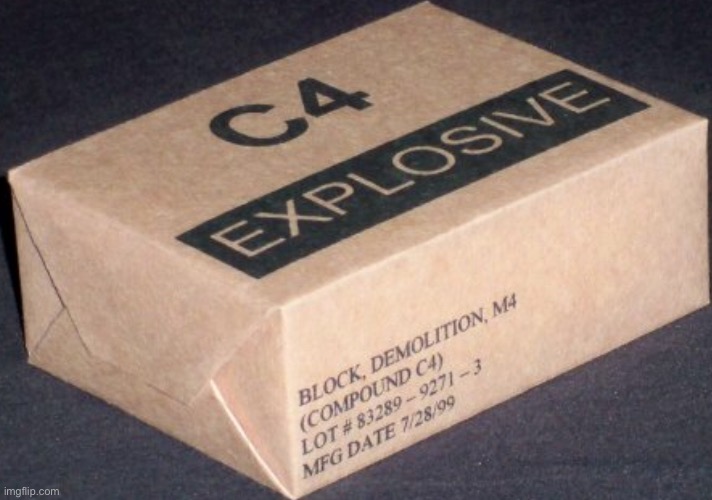 C4
EXPLOSIVE
BLOCK, DEMOLITION, M4
(COMPOUND C4)
LOT # 83289 – 9271 – 3
MFG DATE 7/28/99
imgflip.com